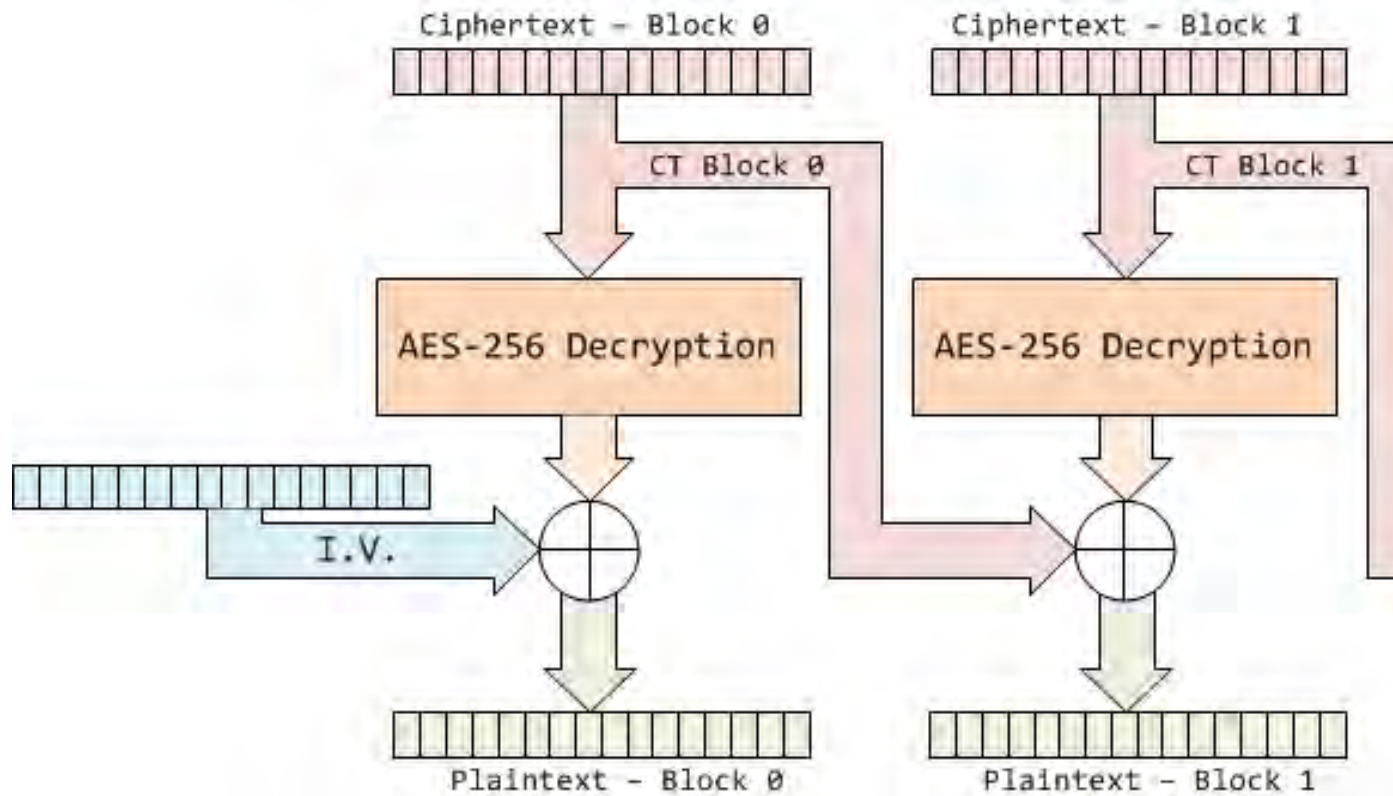 Ciphertext – Block 0
Ciphertext – Block 1
CT Block 0
CT Block 1
AES-256 Decryption
AES-256 Decryption
I.V.
Plaintext – Block 0
Plaintext – Block 1